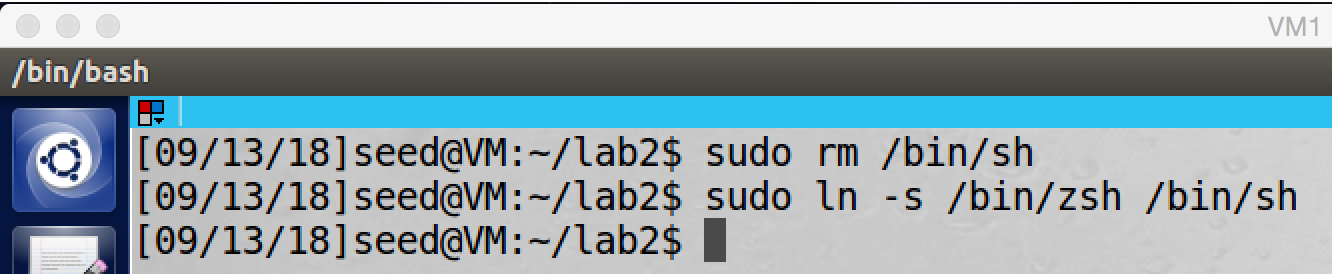 VM1
/bin/bash
[09/13/18]seed@VM:~/lab2$ sudo rm /bin/sh
[09/13/18]seed@VM:~/lab2$ sudo ln -s /bin/zsh /bin/sh
[09/13/18]seed@VM:~/lab2$